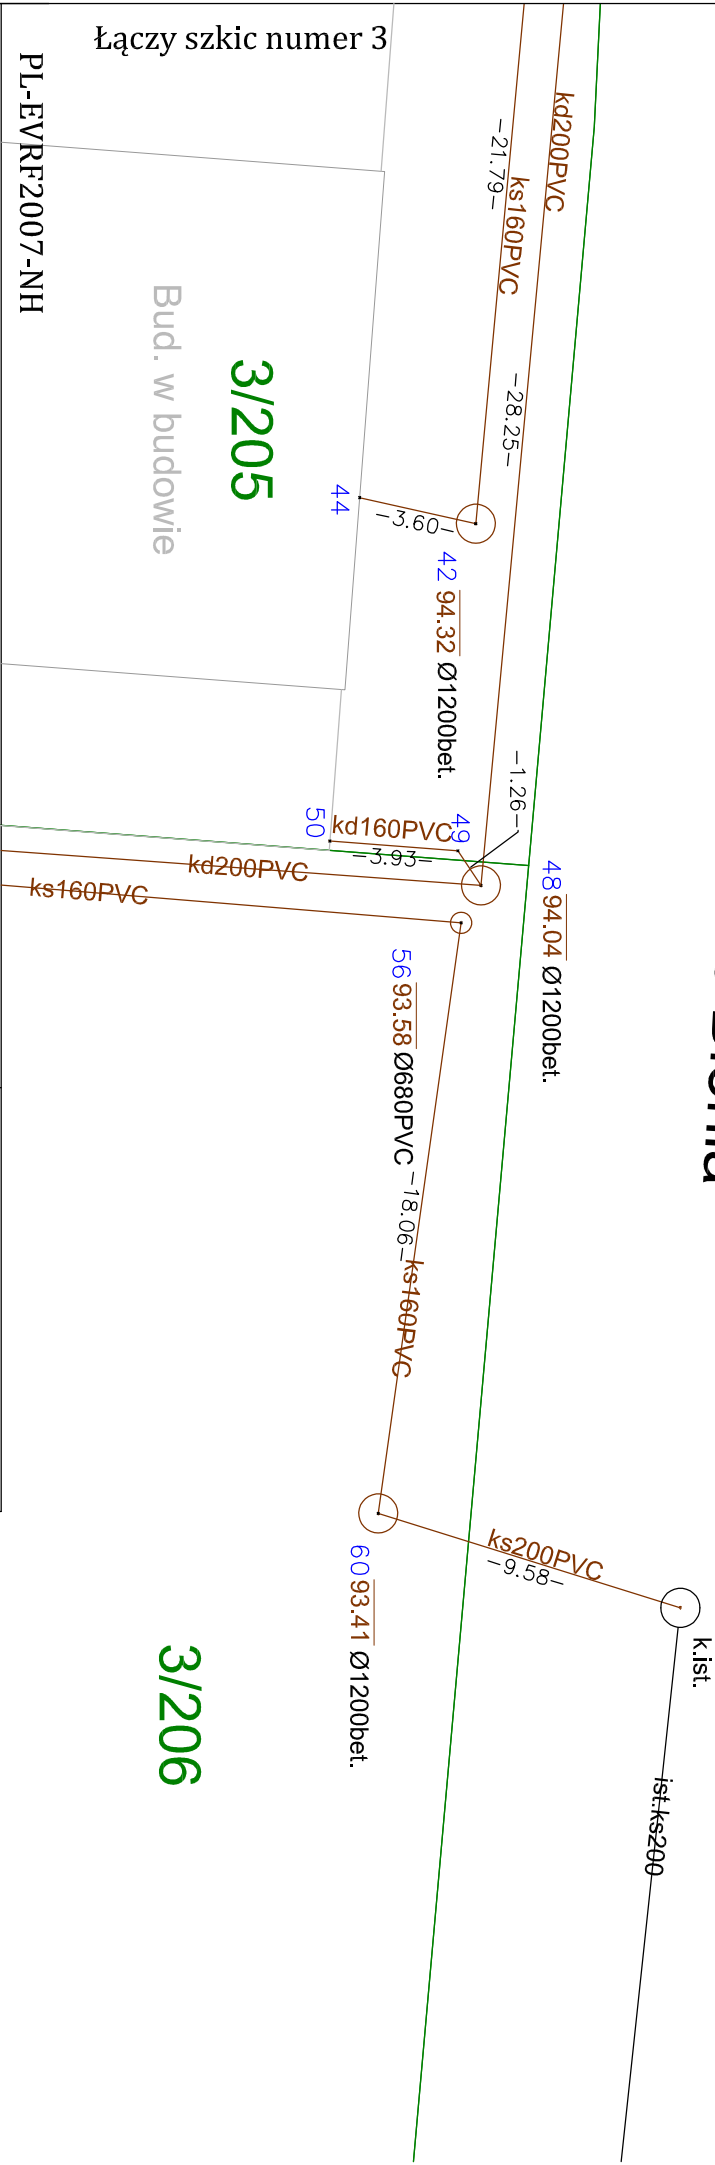 Łączy szkic numer 3
PL-EVRF2007-NH
kd200PVC
-21.79-
ks160PVC
Bud. w budowie
3/205
-28.25-
44
-3.60-
42 94.32 Ø1200bet.
-1.26-
50
kd160PVC
49
-3.93-
kd200PVC
ks160PVC
48 94.04 Ø1200bet.
56 93.58 Ø680PVC
-18.06-
ks160PVC
ks200PVC
-9.58-
60 93.41 Ø1200bet.
k.ist.
3/206
ist.ks200